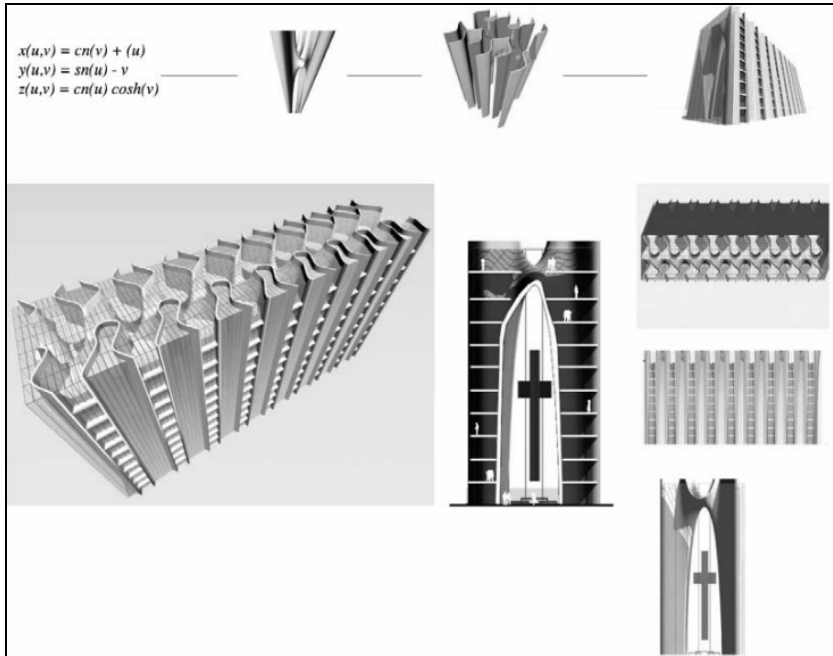 x(u,v) = cn(v) + (u)
y(u,v) = sn(u) - v
z(u,v) = cn(u) cosh(v)